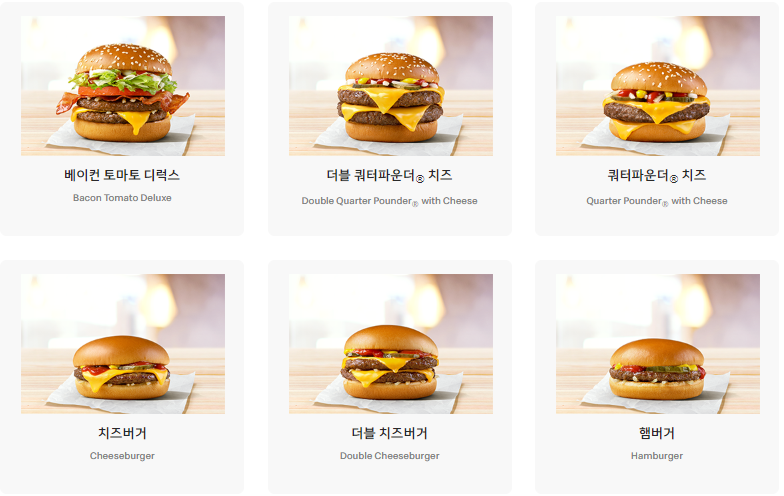 베이컨 토마토 디럭스
Bacon Tomato Deluxe
더블 쿼터파운더® 치즈
Double Quarter Pounder® with Cheese
쿼터파운더® 치즈
Quarter Pounder® with Cheese
치즈버거
Cheeseburger
더블 치즈버거
Double Cheeseburger
햄버거
Hamburger